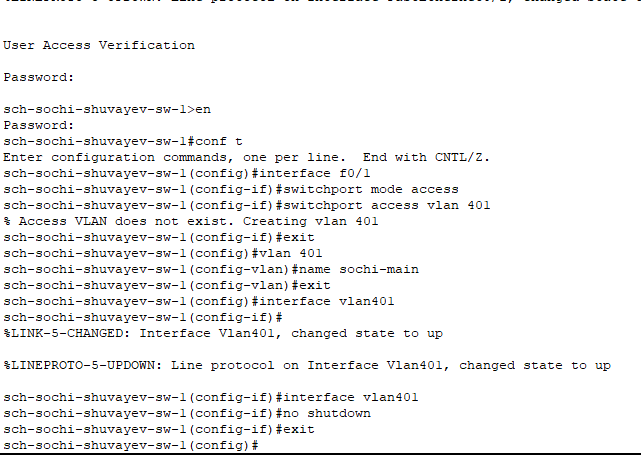 User Access Verification
Password:
sch-sochi-shuvayev-sw-1>en
Password:
sch-sochi-shuvayev-sw-1#conf t
Enter configuration commands, one per line.  End with CNTL/Z.
sch-sochi-shuvayev-sw-1(config)#interface f0/1
sch-sochi-shuvayev-sw-1(config-if)#switchport mode access
sch-sochi-shuvayev-sw-1(config-if)#switchport access vlan 401
% Access VLAN does not exist. Creating vlan 401
sch-sochi-shuvayev-sw-1(config-if)#exit
sch-sochi-shuvayev-sw-1(config)#vlan 401
sch-sochi-shuvayev-sw-1(config-vlan)#name sochi-main
sch-sochi-shuvayev-sw-1(config-vlan)#exit
sch-sochi-shuvayev-sw-1(config)#interface vlan401
sch-sochi-shuvayev-sw-1(config-if)#
%LINK-5-CHANGED: Interface Vlan401, changed state to up
%LINEPROTO-5-UPDOWN: Line protocol on Interface Vlan401, changed state to up
sch-sochi-shuvayev-sw-1(config-if)#interface vlan401
sch-sochi-shuvayev-sw-1(config-if)#no shutdown
sch-sochi-shuvayev-sw-1(config-if)#exit
sch-sochi-shuvayev-sw-1(config)#